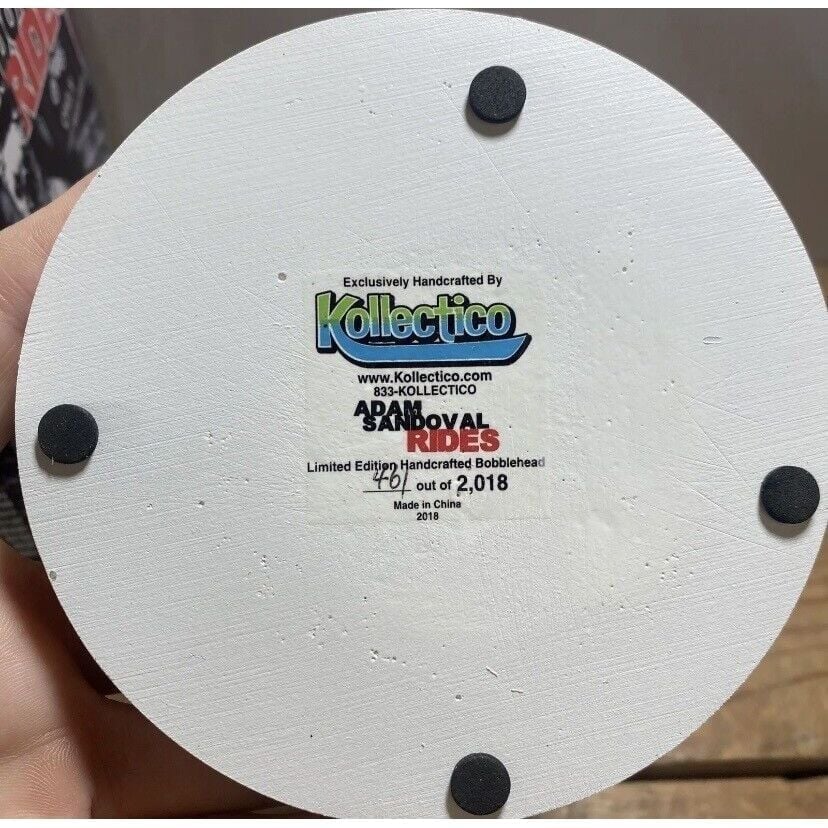 Exclusively Handcrafted By
Kollectico
www.Kollectico.com
833-KOLLECTICO
ADAM
SANDOVAL
RIDES
Limited Edition Handcrafted Bobblehead
461 out of 2,018
Made in China
2018
RIDE